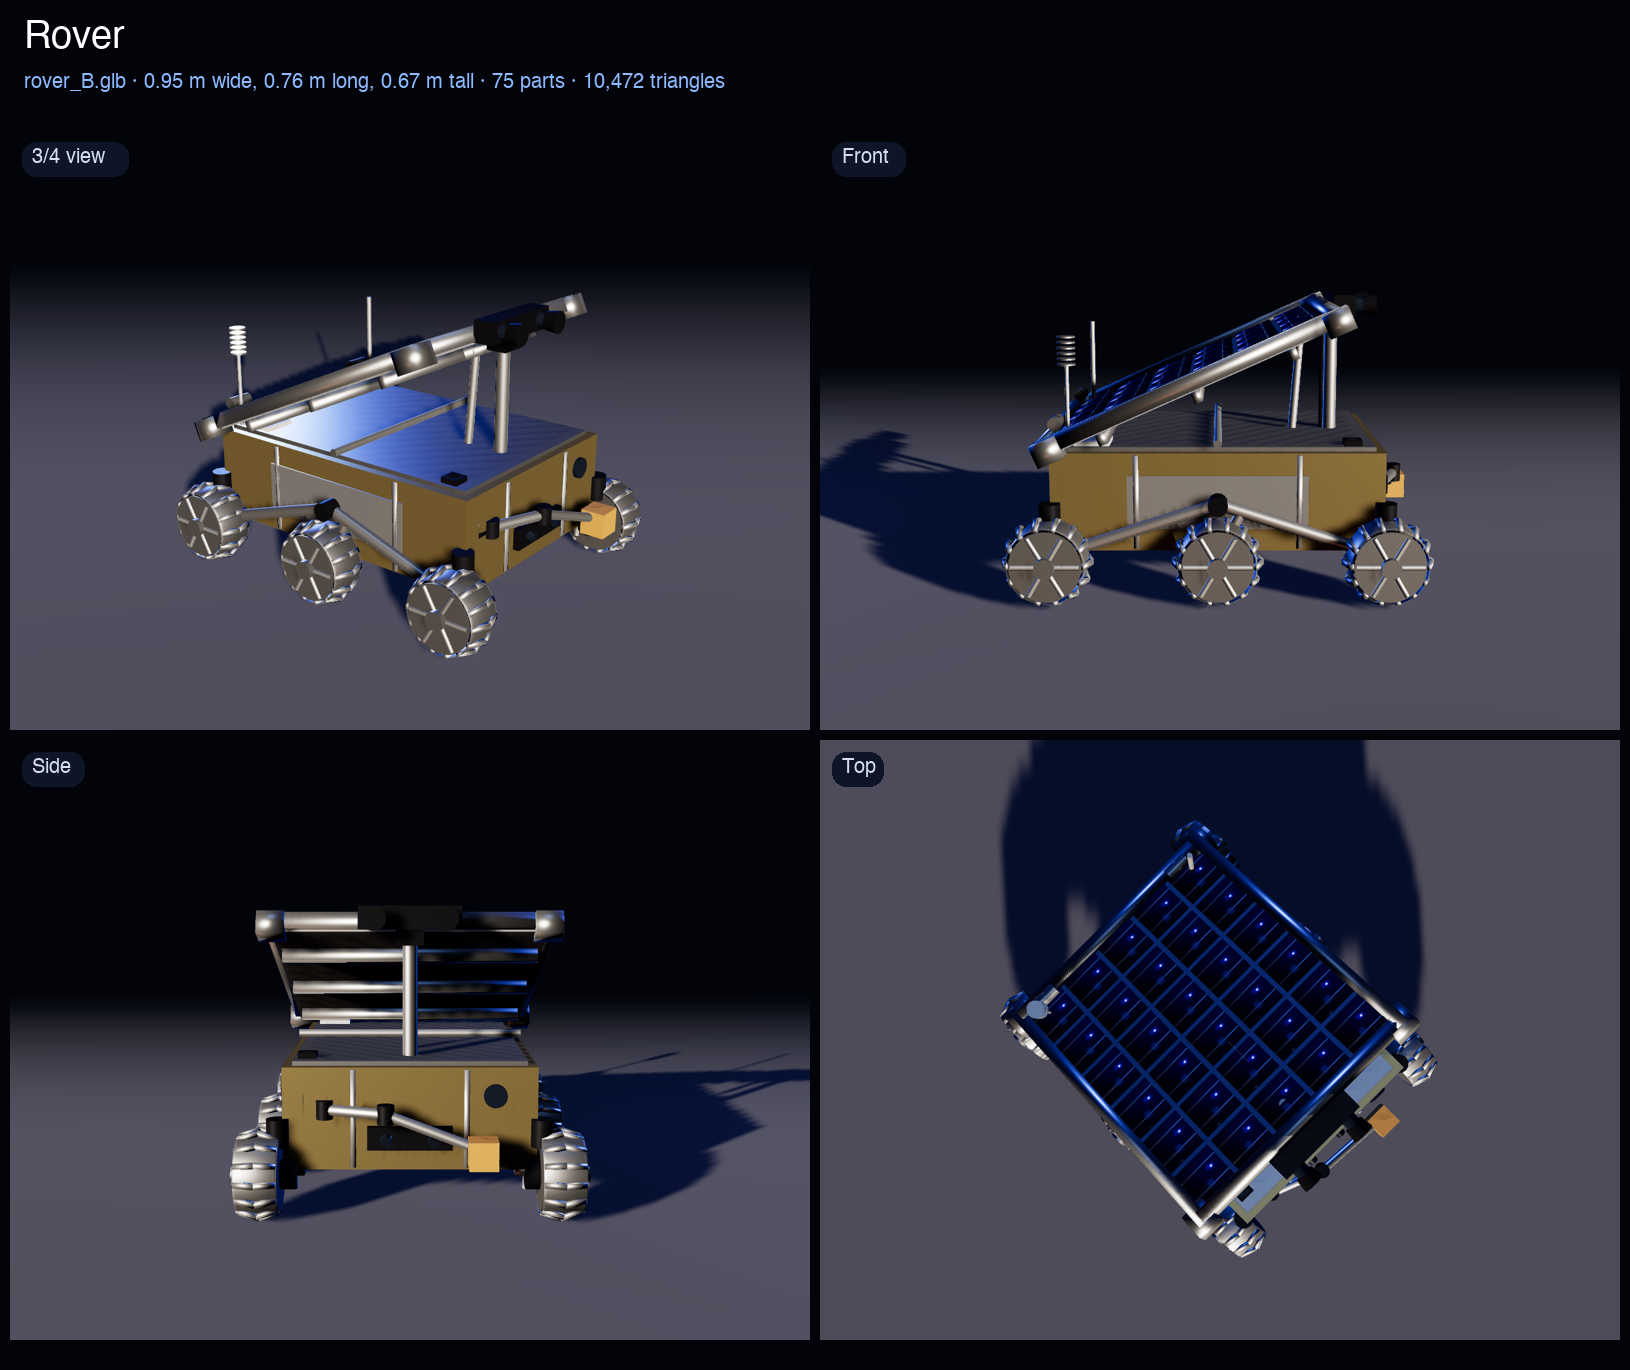 Rover
rover_B.glb · 0.95 m wide, 0.76 m long, 0.67 m tall · 75 parts · 10,472 triangles
3/4 view
Front
Side
Top